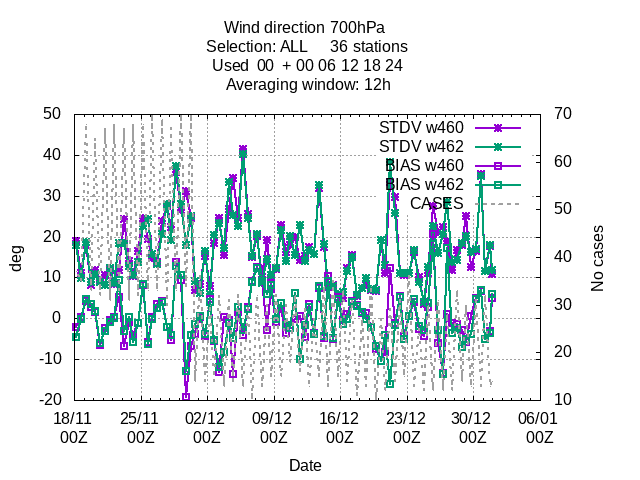 Wind direction 700hPa
Selection: ALL     36 stations
Used  00  + 00 06 12 18 24
Averaging window: 12h
STDV w460
STDV w462
BIAS w460
BIAS w462
CASES
deg
50
40
30
20
10
0
-10
-20
No cases
70
60
50
40
30
20
10
18/11 25/11 02/12 09/12 16/12 23/12 30/12 06/01
00Z 00Z 00Z 00Z 00Z 00Z 00Z 00Z
Date